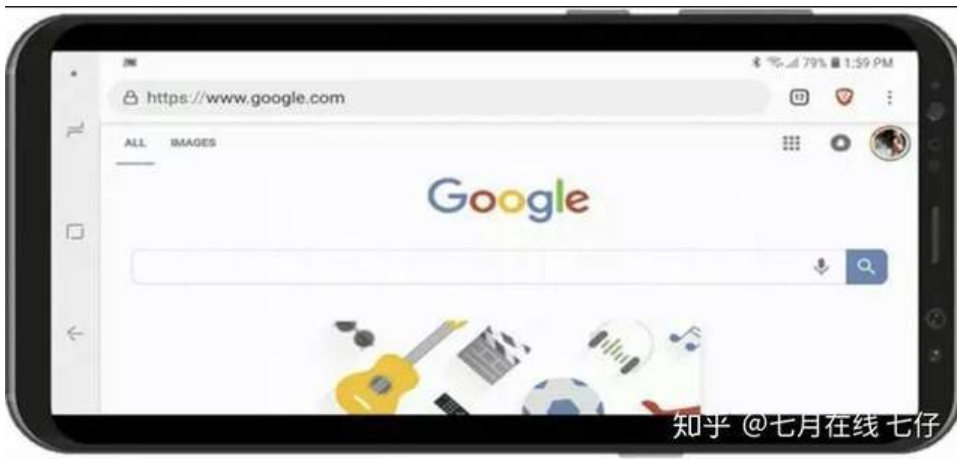 79% 1:59 PM
https://www.google.com
12
ALL IMAGES
Google
知乎 @七月在线 七仔